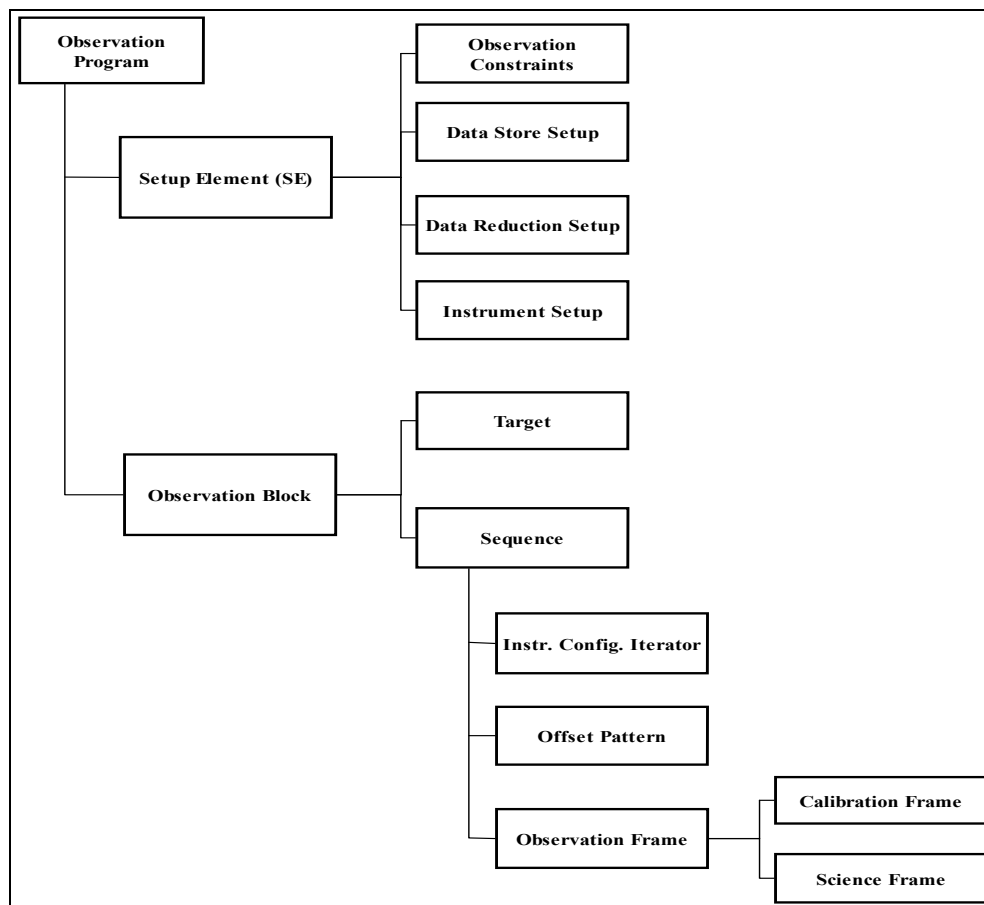 Observation
Program
Observation
Constraints
Data Store Setup
Setup Element (SE)
Data Reduction Setup
Instrument Setup
Target
Observation Block
Sequence
Instr. Config. Iterator
Offset Pattern
Calibration Frame
Observation Frame
Science Frame